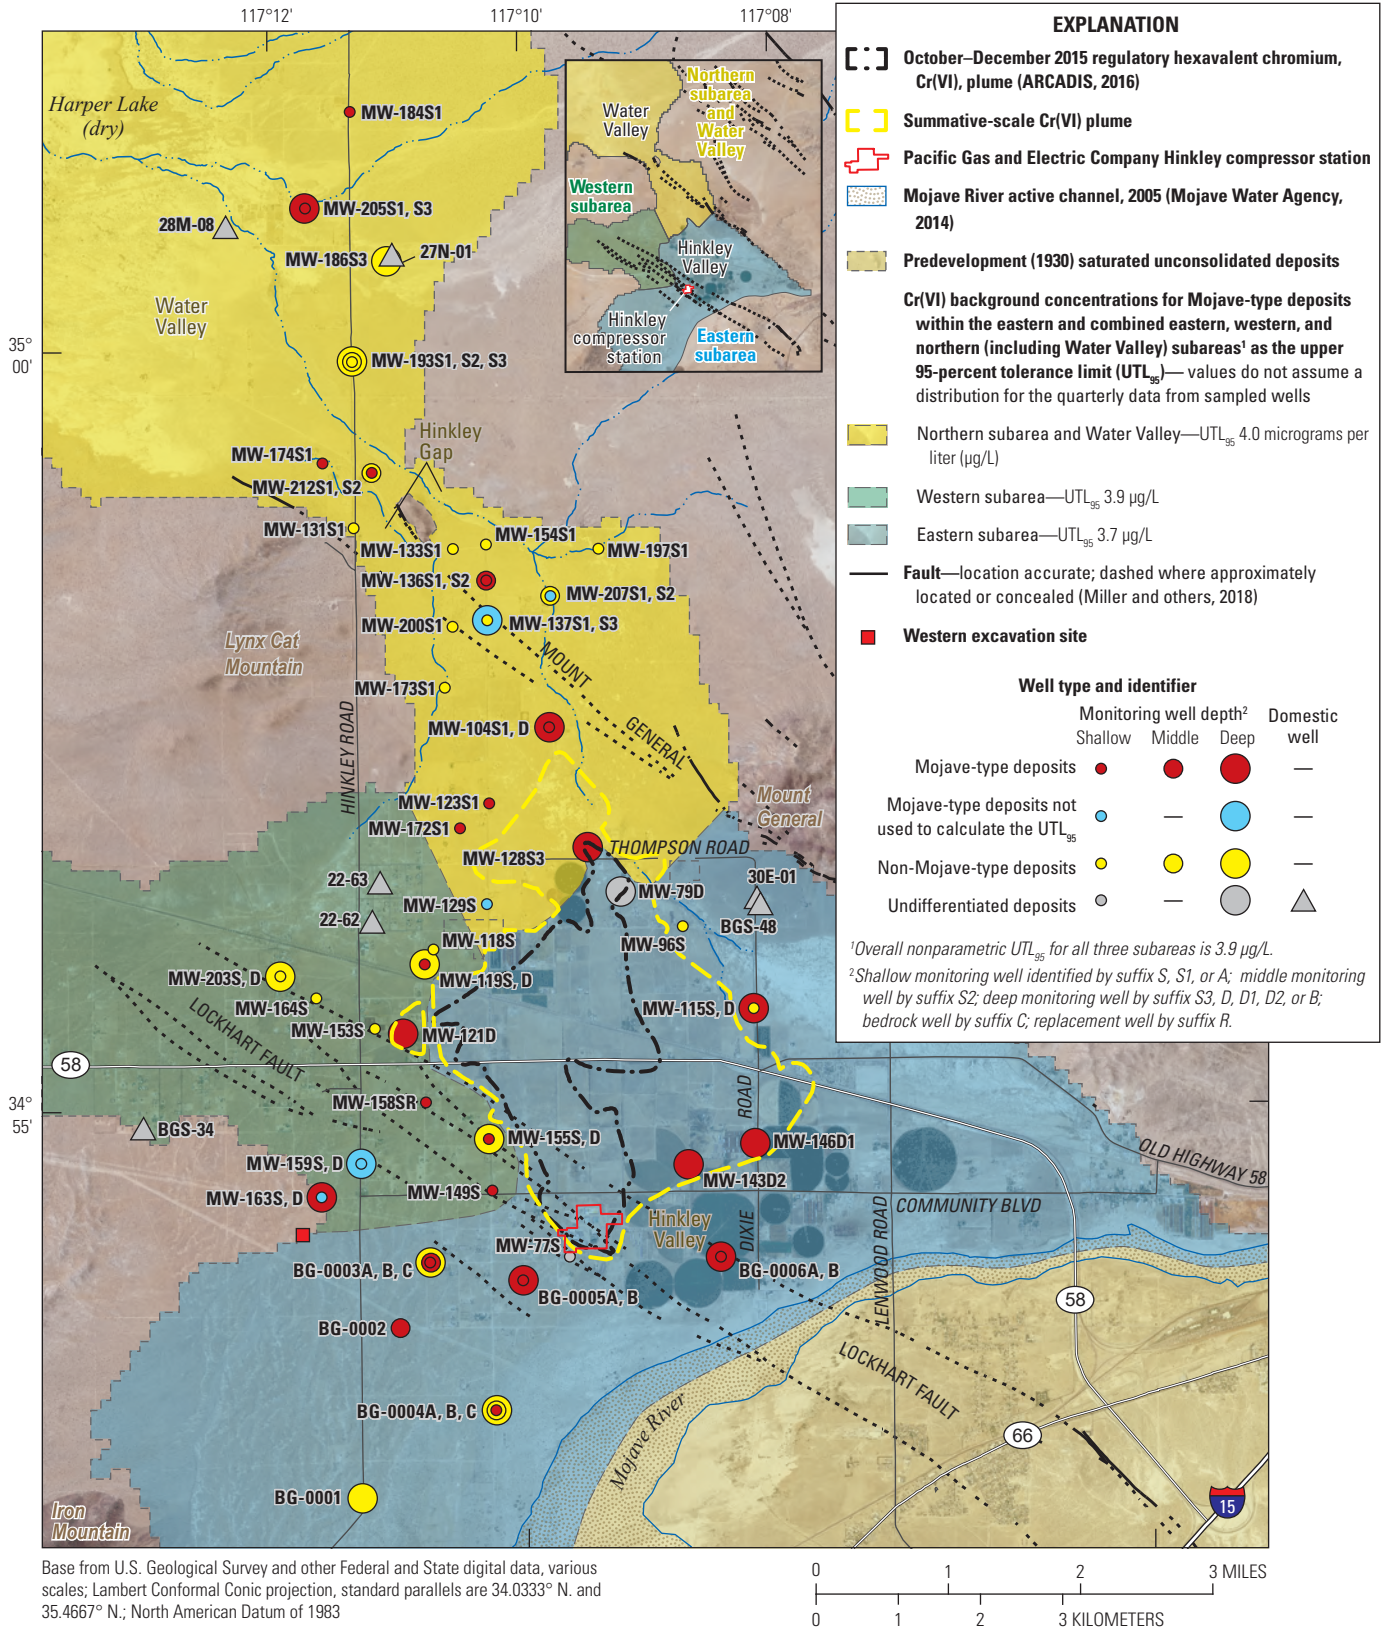 117°12'
117°10'
117°08'
Harper Lake
(dry)
MW-184S1
MW-205S1, S3
28M-08
MW-186S3
27N-01
Water
Valley
35°
00'
MW-193S1, S2, S3
Hinkley
Gap
MW-174S1
MW-212S1, S2
MW-131S1
MW-154S1
MW-133S1
MW-197S1
MW-136S1, S2
MW-207S1, S2
MW-137S1, S3
MW-200S1
Lynx Cat
Mountain
MOUNT
GENERAL
MW-173S1
HINKLEY ROAD
MW-104S1, D
MW-123S1
Mount
General
MW-172S1
MW-128S3
THOMPSON ROAD
22-63
MW-79D
30E-01
MW-129S
22-62
BGS-48
MW-118S
MW-96S
MW-203S, D
MW-119S, D
MW-164S
LOCKHART FAULT
MW-153S
MW-121D
MW-115S, D
58
34°
55'
MW-158SR
ROAD
BGS-34
MW-155S, D
MW-146D1
OLD HIGHWAY 58
MW-159S, D
MW-143D2
MW-163S, D
MW-149S
COMMUNITY BLVD
Hinkley
Valley
DIXIE
LENWOOD ROAD
MW-77S
BG-0003A, B, C
BG-0006A, B
BG-0005A, B
58
BG-0002
LOCKHART FAULT
BG-0004A, B, C
Mojave River
66
BG-0001
Iron
Mountain
15
Water
Valley
Northern
subarea
and
Water
Valley
Western
subarea
Hinkley
Valley
Hinkley
compressor
station
Eastern
subarea
EXPLANATION
October–December 2015 regulatory hexavalent chromium,
Cr(VI), plume (ARCADIS, 2016)
Summative-scale Cr(VI) plume
Pacific Gas and Electric Company Hinkley compressor station
Mojave River active channel, 2005 (Mojave Water Agency,
2014)
Predevelopment (1930) saturated unconsolidated deposits
Cr(VI) background concentrations for Mojave-type deposits
within the eastern and combined eastern, western, and
northern (including Water Valley) subareas¹ as the upper
95-percent tolerance limit (UTL₉₅)— values do not assume a
distribution for the quarterly data from sampled wells
Northern subarea and Water Valley—UTL₉₅ 4.0 micrograms per
liter (µg/L)
Western subarea—UTL₉₅ 3.9 µg/L
Eastern subarea—UTL₉₅ 3.7 µg/L
Fault—location accurate; dashed where approximately
located or concealed (Miller and others, 2018)
Western excavation site
Well type and identifier
Monitoring well depth² Domestic
Shallow Middle Deep well
Mojave-type deposits —
Mojave-type deposits not
used to calculate the UTL₉₅ — —
Non-Mojave-type deposits —
Undifferentiated deposits —
¹Overall nonparametric UTL₉₅ for all three subareas is 3.9 µg/L.
²Shallow monitoring well identified by suffix S, S1, or A; middle monitoring
well by suffix S2; deep monitoring well by suffix S3, D, D1, D2, or B;
bedrock well by suffix C; replacement well by suffix R.
Base from U.S. Geological Survey and other Federal and State digital data, various
scales; Lambert Conformal Conic projection, standard parallels are 34.0333° N. and
35.4667° N.; North American Datum of 1983
0 1 2 3 MILES
0 1 2 3 KILOMETERS